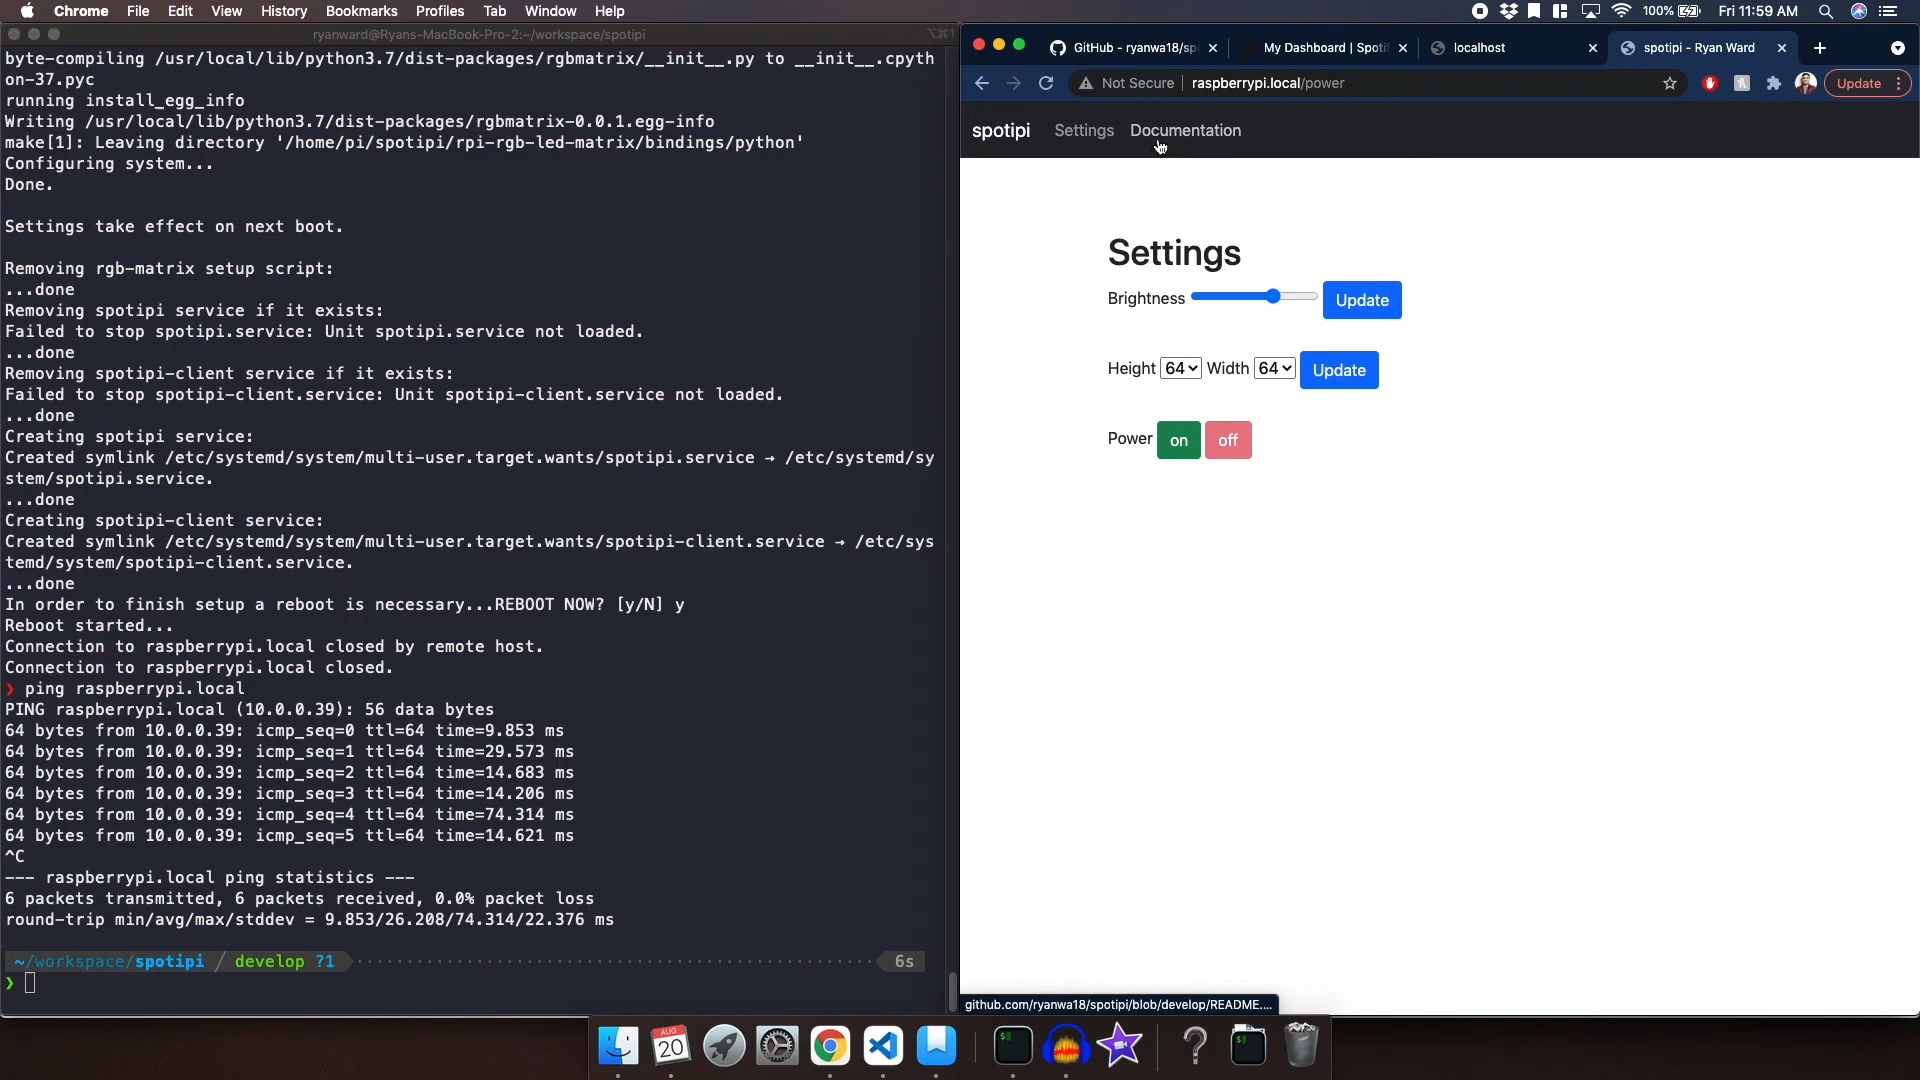 Chrome File Edit View History Bookmarks Profiles Tab Window Help 100% Fri 11:59 AM
ryanward@Ryans-MacBook-Pro-2:~/workspace/spotipi ⌥⌘1
byte-compiling /usr/local/lib/python3.7/dist-packages/rgbmatrix/__init__.py to __init__.cpyth
on-37.pyc
running install_egg_info
Writing /usr/local/lib/python3.7/dist-packages/rgbmatrix-0.0.1.egg-info
make[1]: Leaving directory '/home/pi/spotipi/rpi-rgb-led-matrix/bindings/python'
Configuring system...
Done.
Settings take effect on next boot.
Removing rgb-matrix setup script:
...done
Removing spotipi service if it exists:
Failed to stop spotipi.service: Unit spotipi.service not loaded.
...done
Removing spotipi-client service if it exists:
Failed to stop spotipi-client.service: Unit spotipi-client.service not loaded.
...done
Creating spotipi service:
Created symlink /etc/systemd/system/multi-user.target.wants/spotipi.service → /etc/systemd/sy
stem/spotipi.service.
...done
Creating spotipi-client service:
Created symlink /etc/systemd/system/multi-user.target.wants/spotipi-client.service → /etc/sys
temd/system/spotipi-client.service.
...done
In order to finish setup a reboot is necessary...REBOOT NOW? [y/N] y
Reboot started...
Connection to raspberrypi.local closed by remote host.
Connection to raspberrypi.local closed.
❯ ping raspberrypi.local
PING raspberrypi.local (10.0.0.39): 56 data bytes
64 bytes from 10.0.0.39: icmp_seq=0 ttl=64 time=9.853 ms
64 bytes from 10.0.0.39: icmp_seq=1 ttl=64 time=29.573 ms
64 bytes from 10.0.0.39: icmp_seq=2 ttl=64 time=14.683 ms
64 bytes from 10.0.0.39: icmp_seq=3 ttl=64 time=14.206 ms
64 bytes from 10.0.0.39: icmp_seq=4 ttl=64 time=74.314 ms
64 bytes from 10.0.0.39: icmp_seq=5 ttl=64 time=14.621 ms
^C
--- raspberrypi.local ping statistics ---
6 packets transmitted, 6 packets received, 0.0% packet loss
round-trip min/avg/max/stddev = 9.853/26.208/74.314/22.376 ms
~/workspace/spotipi / develop ?1 6s
❯
GitHub - ryanwa18/sp My Dashboard | Spoti localhost spotipi - Ryan Ward
Not Secure raspberrypi.local/power Update
spotipi Settings Documentation
Settings
Brightness Update
Height 64 Width 64 Update
Power on off
github.com/ryanwa18/spotipi/blob/develop/README....
AUG
20